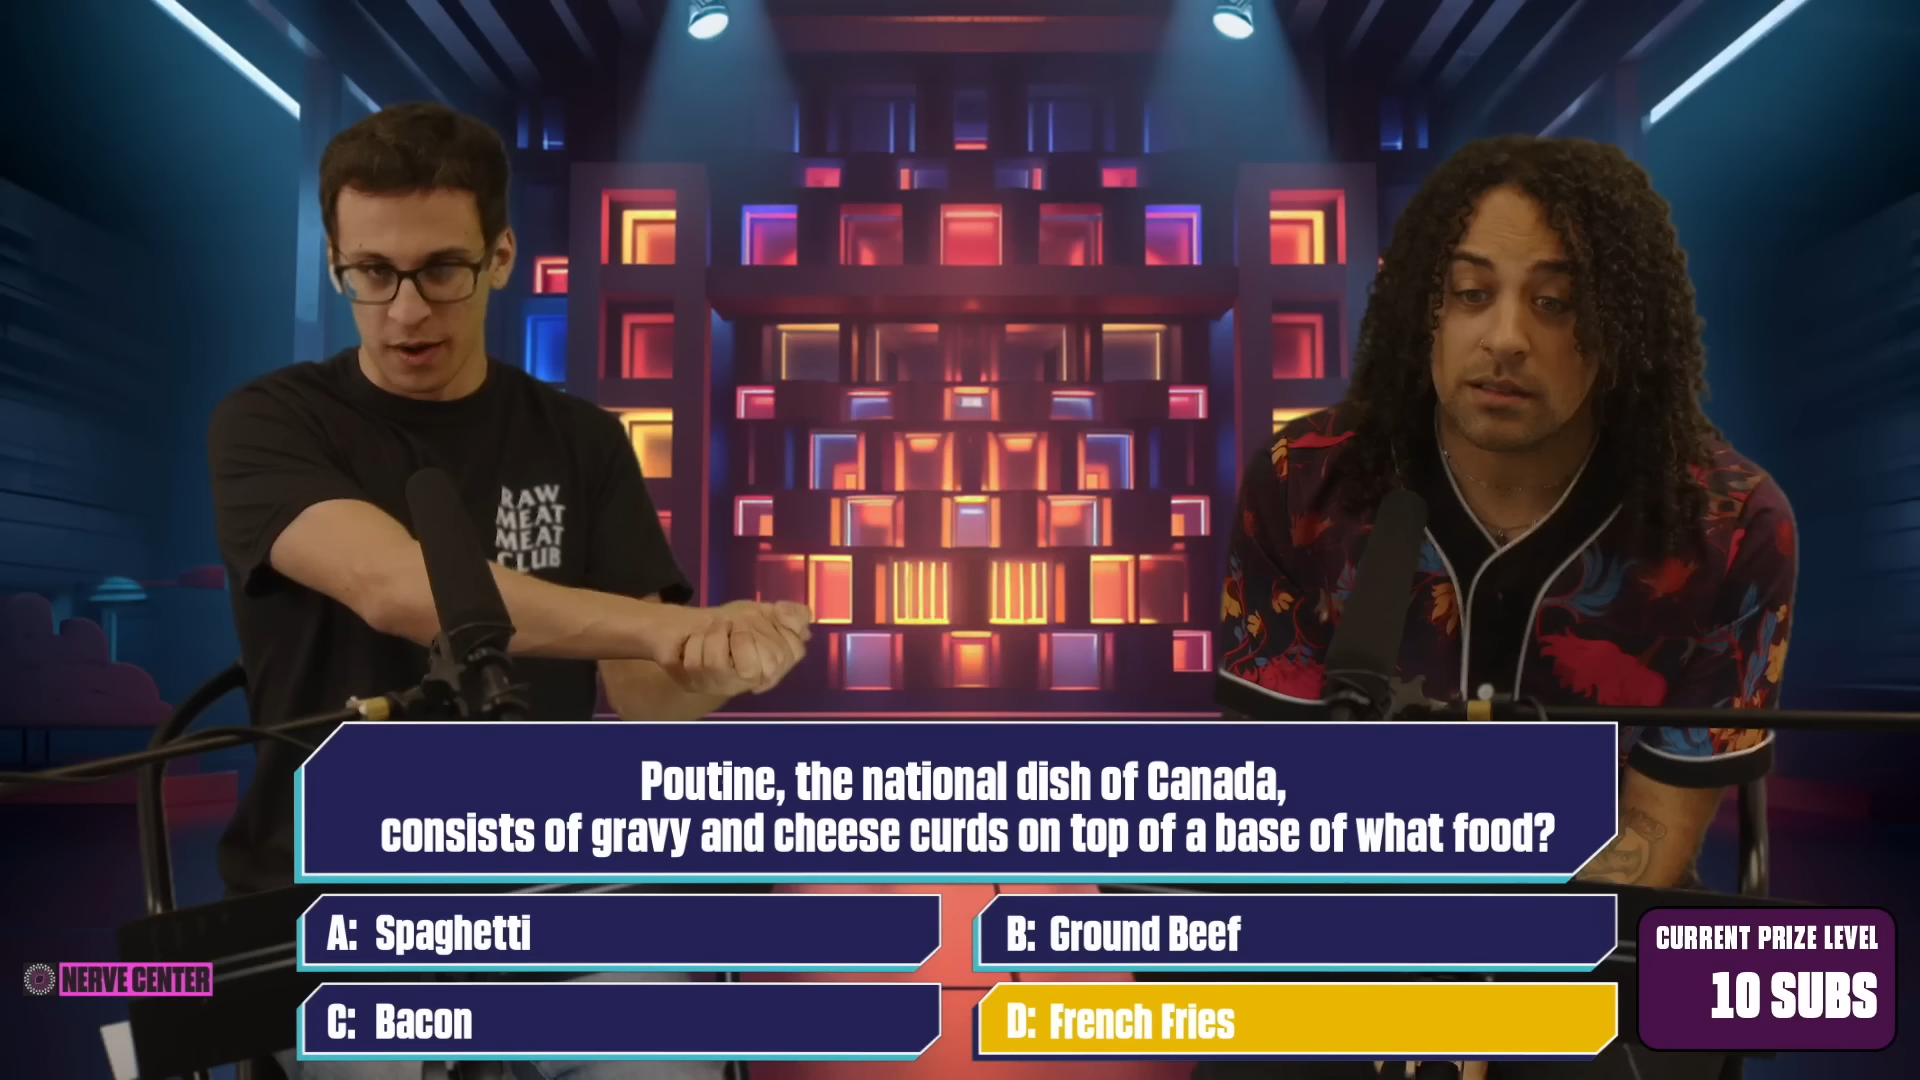 RAW
MEAT
MEAT
CLUB
Poutine, the national dish of Canada,
consists of gravy and cheese curds on top of a base of what food?
A: Spaghetti
B: Ground Beef
C: Bacon
D: French Fries
CURRENT PRIZE LEVEL
10 SUBS
NERVE CENTER